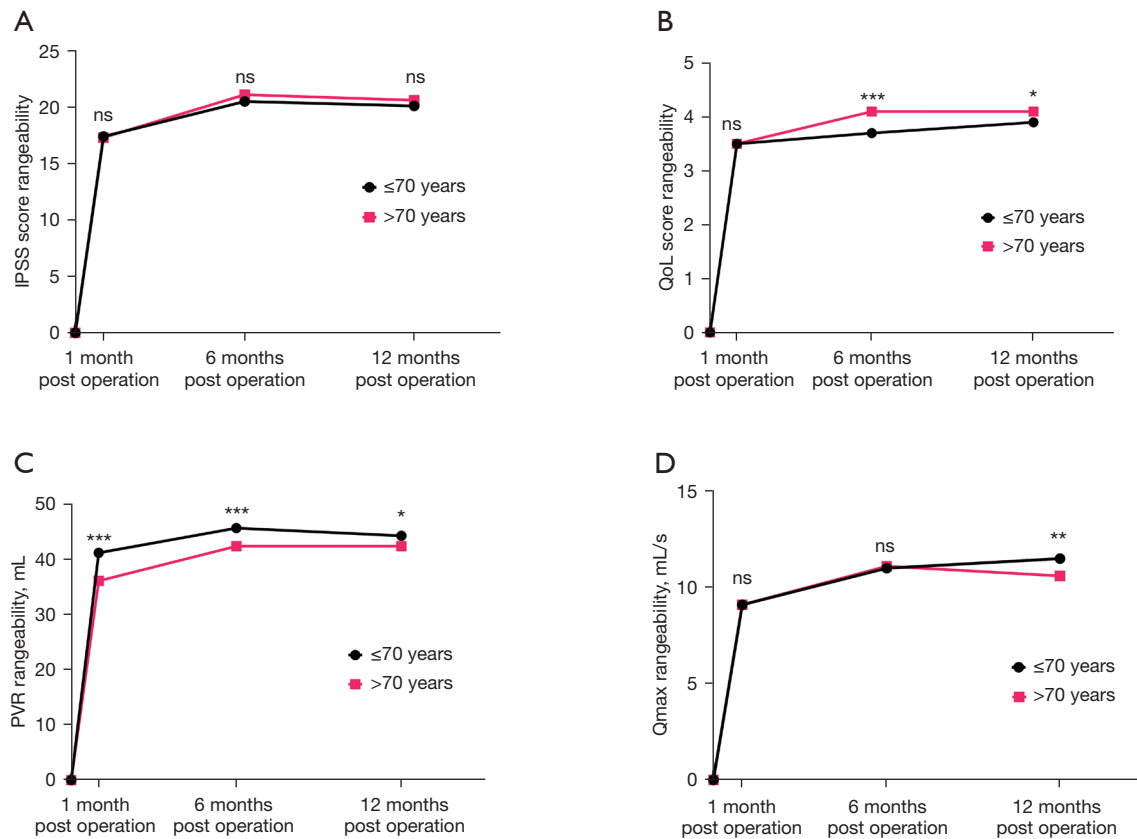 A
IPSS score rangeability
25
20
15
10
5
0
ns
ns
ns
≤70 years
>70 years
1 month
post operation
6 months
post operation
12 months
post operation
B
QoL score rangeability
5
4
3
2
1
0
ns
***
*
≤70 years
>70 years
1 month
post operation
6 months
post operation
12 months
post operation
C
PVR rangeability, mL
50
40
30
20
10
0
***
***
*
≤70 years
>70 years
1 month
post operation
6 months
post operation
12 months
post operation
D
Qmax rangeability, mL/s
15
10
5
0
ns
ns
**
≤70 years
>70 years
1 month
post operation
6 months
post operation
12 months
post operation